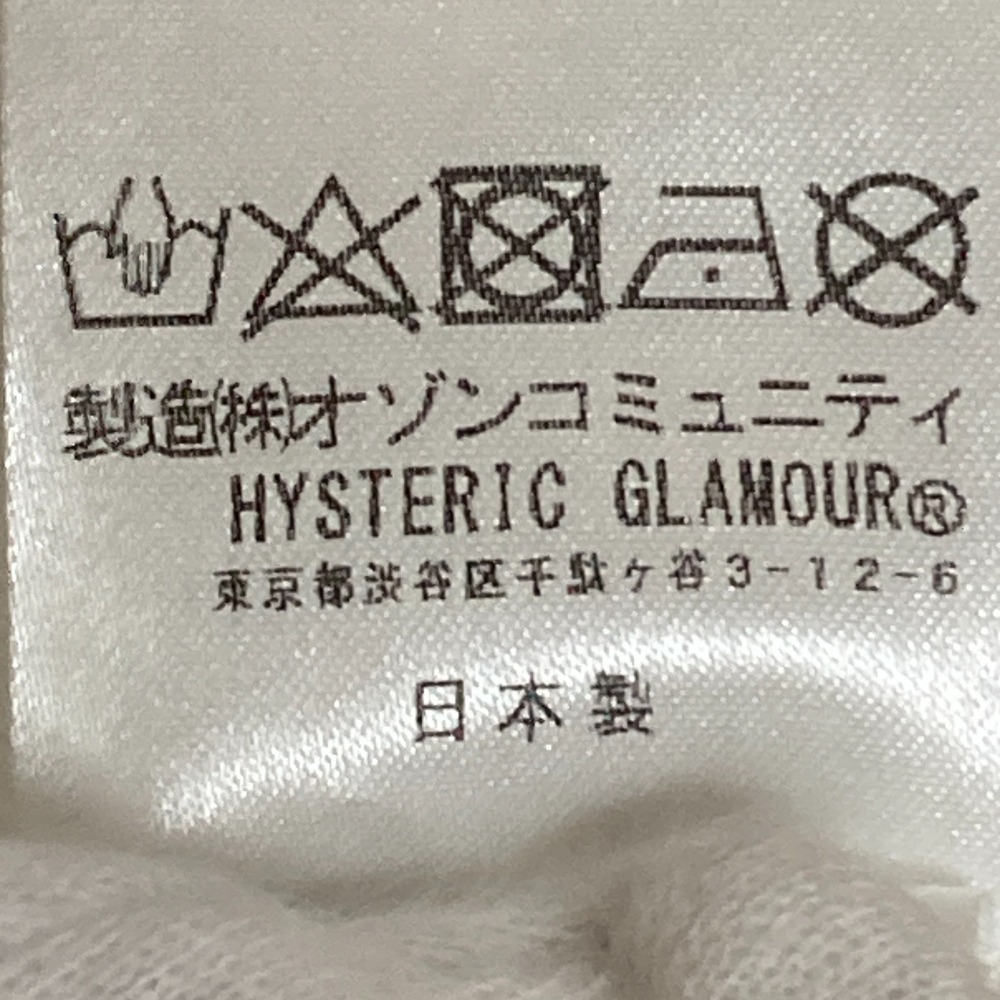 製造(株)オゾンコミュニティ
HYSTERIC GLAMOUR®
東京都渋谷区千駄ヶ谷3-12-6
日本製